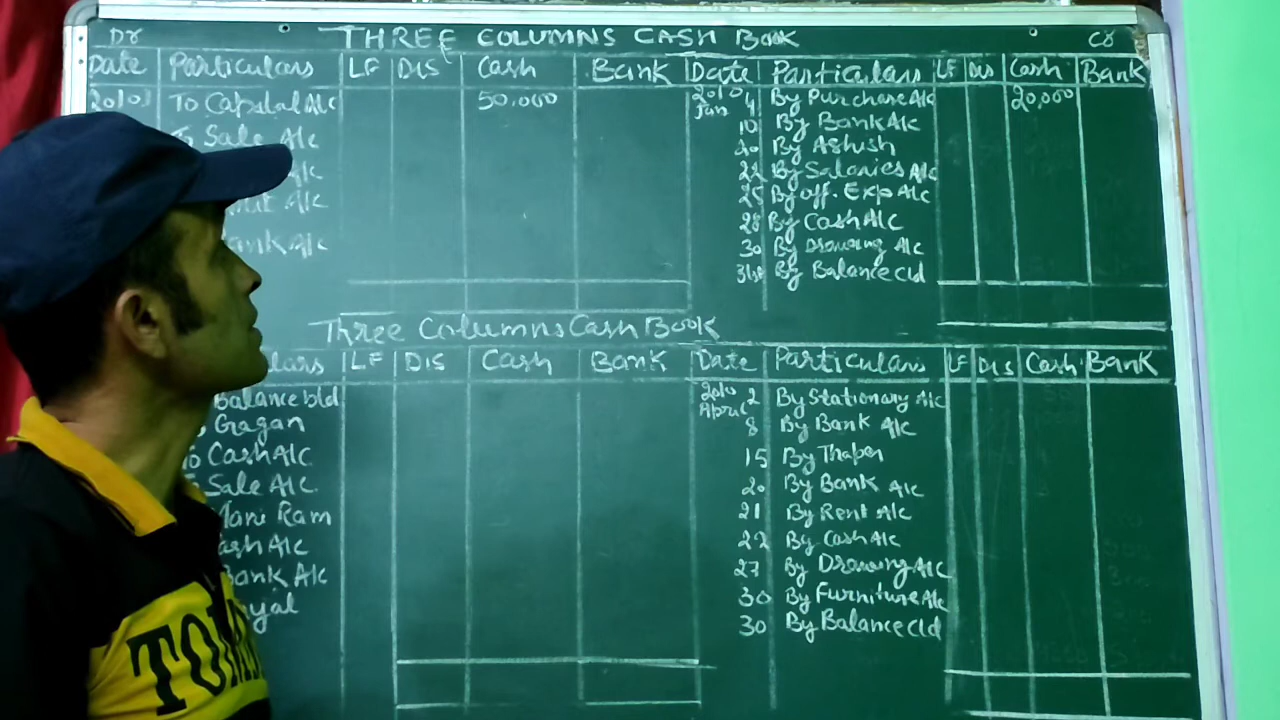 Dr THREE COLUMNS CASH BOOK Cr
Date Particulars LF DIS Cash Bank Date Particulars LF Dis Cash Bank
2010 To Capital A/c 50,000 2010 Jan 4 By Purchase A/c 20,000
To Sale A/c 10 By Bank A/c
A/c 20 By Ashish
A/c 22 By Salaries A/c
25 By off. Exp A/c
28 By Cash A/c
Bank A/c 30 By Drawing A/c
By Balance c/d
Three Columns Cash Book
LF DIS Cash Bank Date Particulars LF DIS Cash Bank
Balance b/d 2010 April 2 By Stationary A/c
Gagan 8 By Bank A/c
To Cash A/c 15 By Thaper
Sale A/c 20 By Bank A/c
Mani Ram 21 By Rent A/c
Cash A/c 22 By Cash A/c
Bank A/c 27 By Drawing A/c
30 By Furniture A/c
30 By Balance c/d